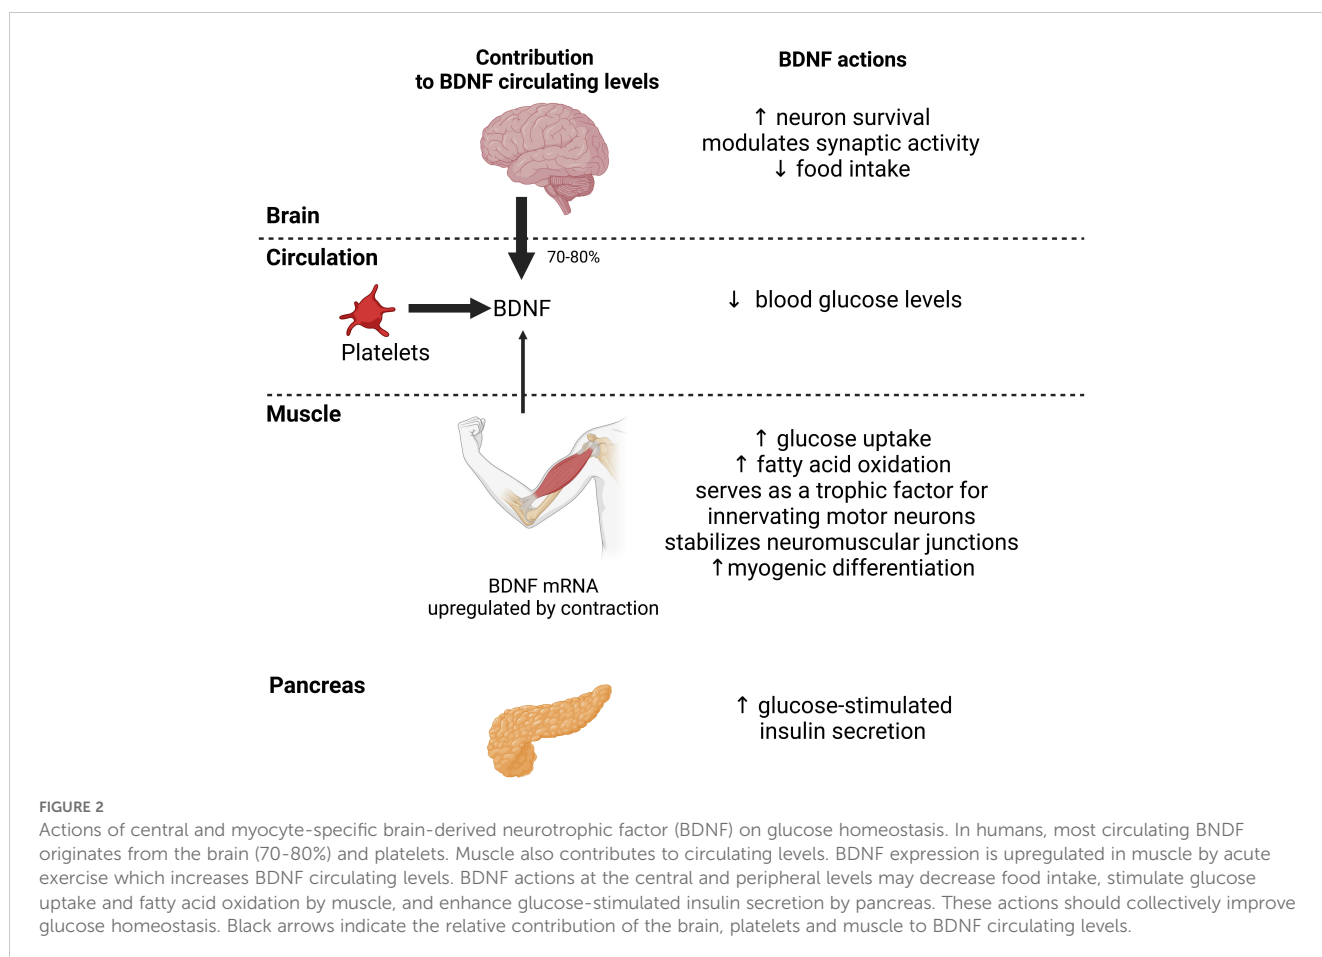 Contribution
to BDNF circulating levels
BDNF actions
↑ neuron survival
modulates synaptic activity
↓ food intake
Brain
Circulation
70-80%
BDNF
Platelets
↓ blood glucose levels
Muscle
↑ glucose uptake
↑ fatty acid oxidation
serves as a trophic factor for
innervating motor neurons
stabilizes neuromuscular junctions
↑myogenic differentiation
BDNF mRNA
upregulated by contraction
Pancreas
↑ glucose-stimulated
insulin secretion
FIGURE 2
Actions of central and myocyte-specific brain-derived neurotrophic factor (BDNF) on glucose homeostasis. In humans, most circulating BNDF
originates from the brain (70-80%) and platelets. Muscle also contributes to circulating levels. BDNF expression is upregulated in muscle by acute
exercise which increases BDNF circulating levels. BDNF actions at the central and peripheral levels may decrease food intake, stimulate glucose
uptake and fatty acid oxidation by muscle, and enhance glucose-stimulated insulin secretion by pancreas. These actions should collectively improve
glucose homeostasis. Black arrows indicate the relative contribution of the brain, platelets and muscle to BDNF circulating levels.